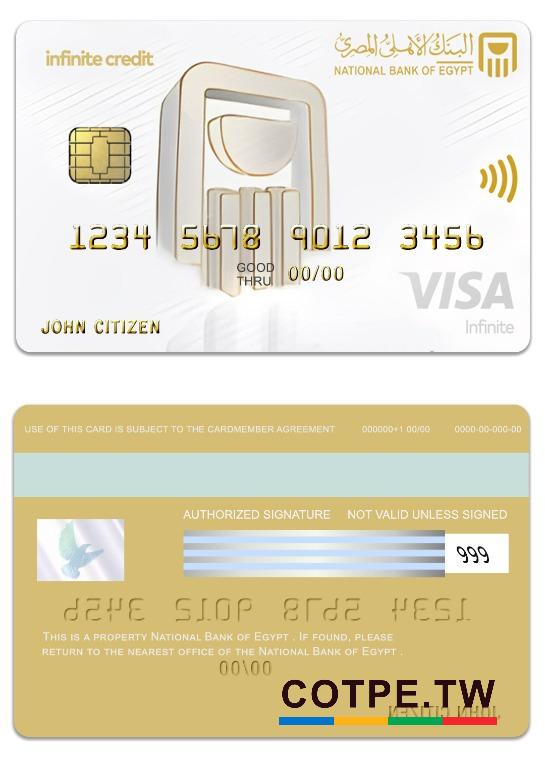 infinite credit
البنك الأهلي المصري
NATIONAL BANK OF EGYPT
1234 5678 9012 3456
GOOD THRU 00/00
VISA
Infinite
JOHN CITIZEN
USE OF THIS CARD IS SUBJECT TO THE CARDMEMBER AGREEMENT 000000+1 00/00 0000-00-000-00
AUTHORIZED SIGNATURE NOT VALID UNLESS SIGNED
999
1234 5678 9012 3456
THIS IS A PROPERTY NATIONAL BANK OF EGYPT . IF FOUND, PLEASE
RETURN TO THE NEAREST OFFICE OF THE NATIONAL BANK OF EGYPT .
00/00
COTPE.TW
JOHN CITIZEN